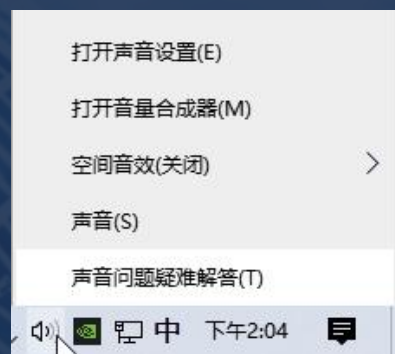 打开声音设置(E)
打开音量合成器(M)
空间音效(关闭)
声音(S)
声音问题疑难解答(T)
中 下午2:04